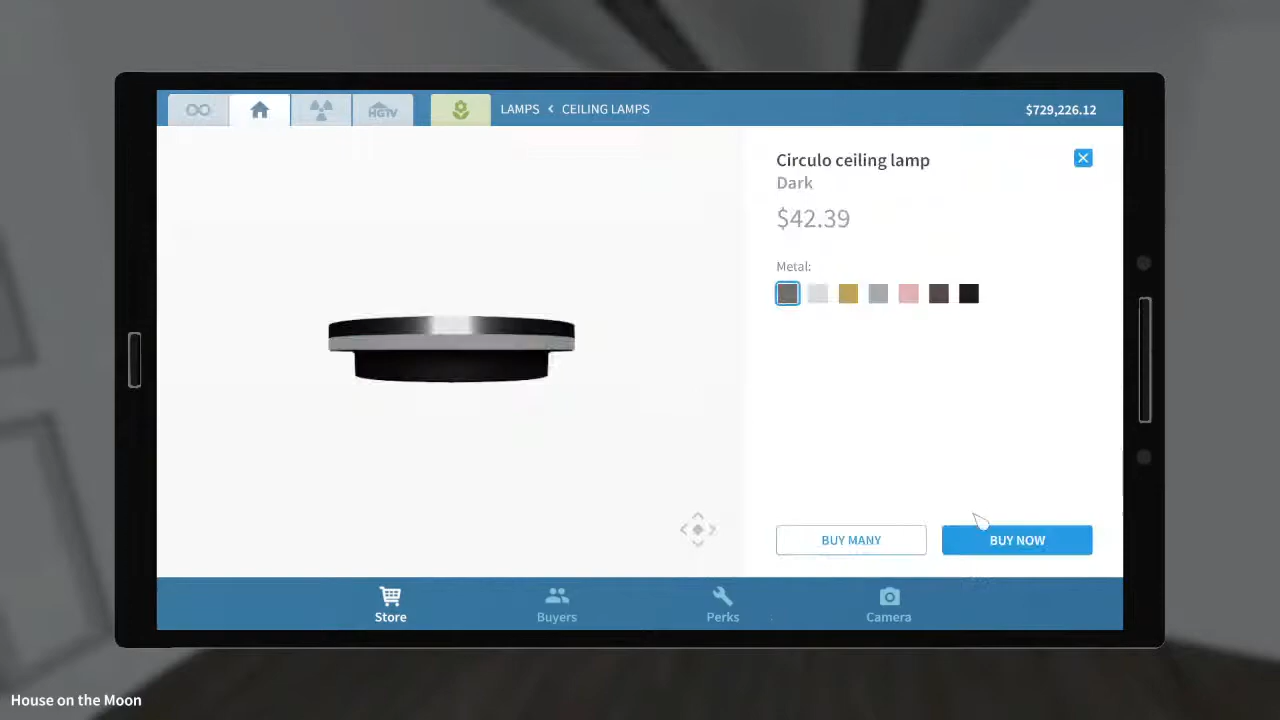 HGTV
LAMPS < CEILING LAMPS
$729,226.12
Circulo ceiling lamp
Dark
$42.39
Metal:
BUY MANY
BUY NOW
Store
Buyers
Perks
Camera
House on the Moon